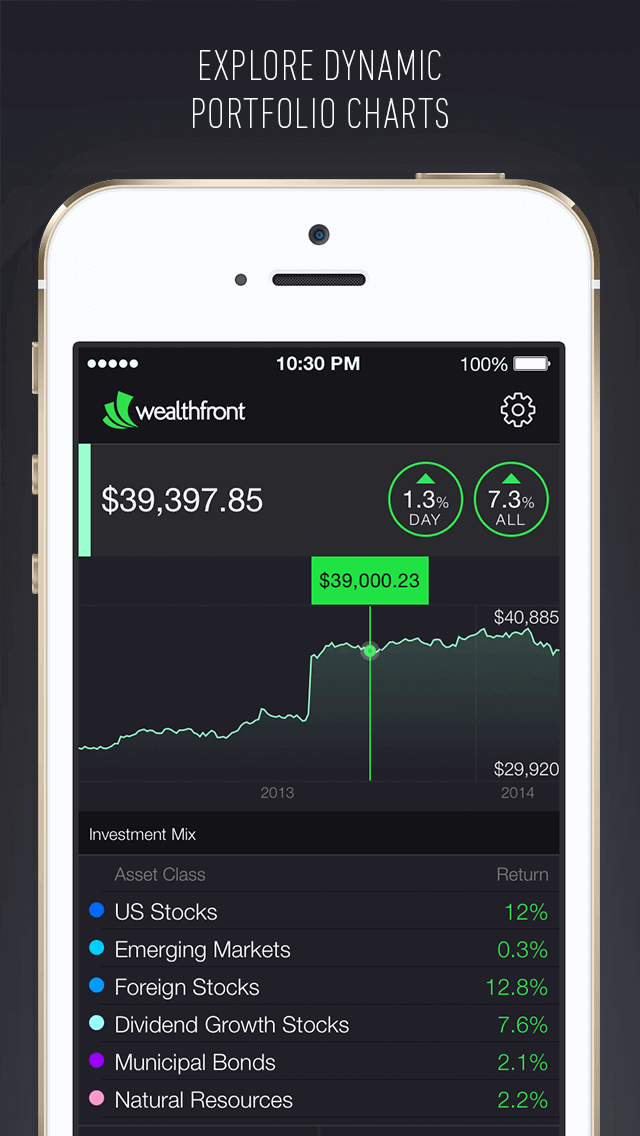 EXPLORE DYNAMIC
PORTFOLIO CHARTS
10:30 PM 100%
wealthfront
$39,397.85
1.3%
DAY
7.3%
ALL
$39,000.23
$40,885
$29,920
2013 2014
Investment Mix
Asset Class Return
US Stocks 12%
Emerging Markets 0.3%
Foreign Stocks 12.8%
Dividend Growth Stocks 7.6%
Municipal Bonds 2.1%
Natural Resources 2.2%